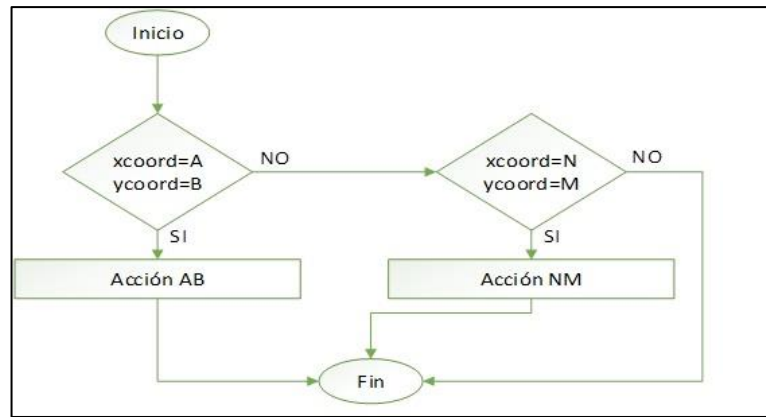 Inicio
xcoord=A
ycoord=B
NO
xcoord=N
ycoord=M
NO
SI
SI
Acción AB
Acción NM
Fin